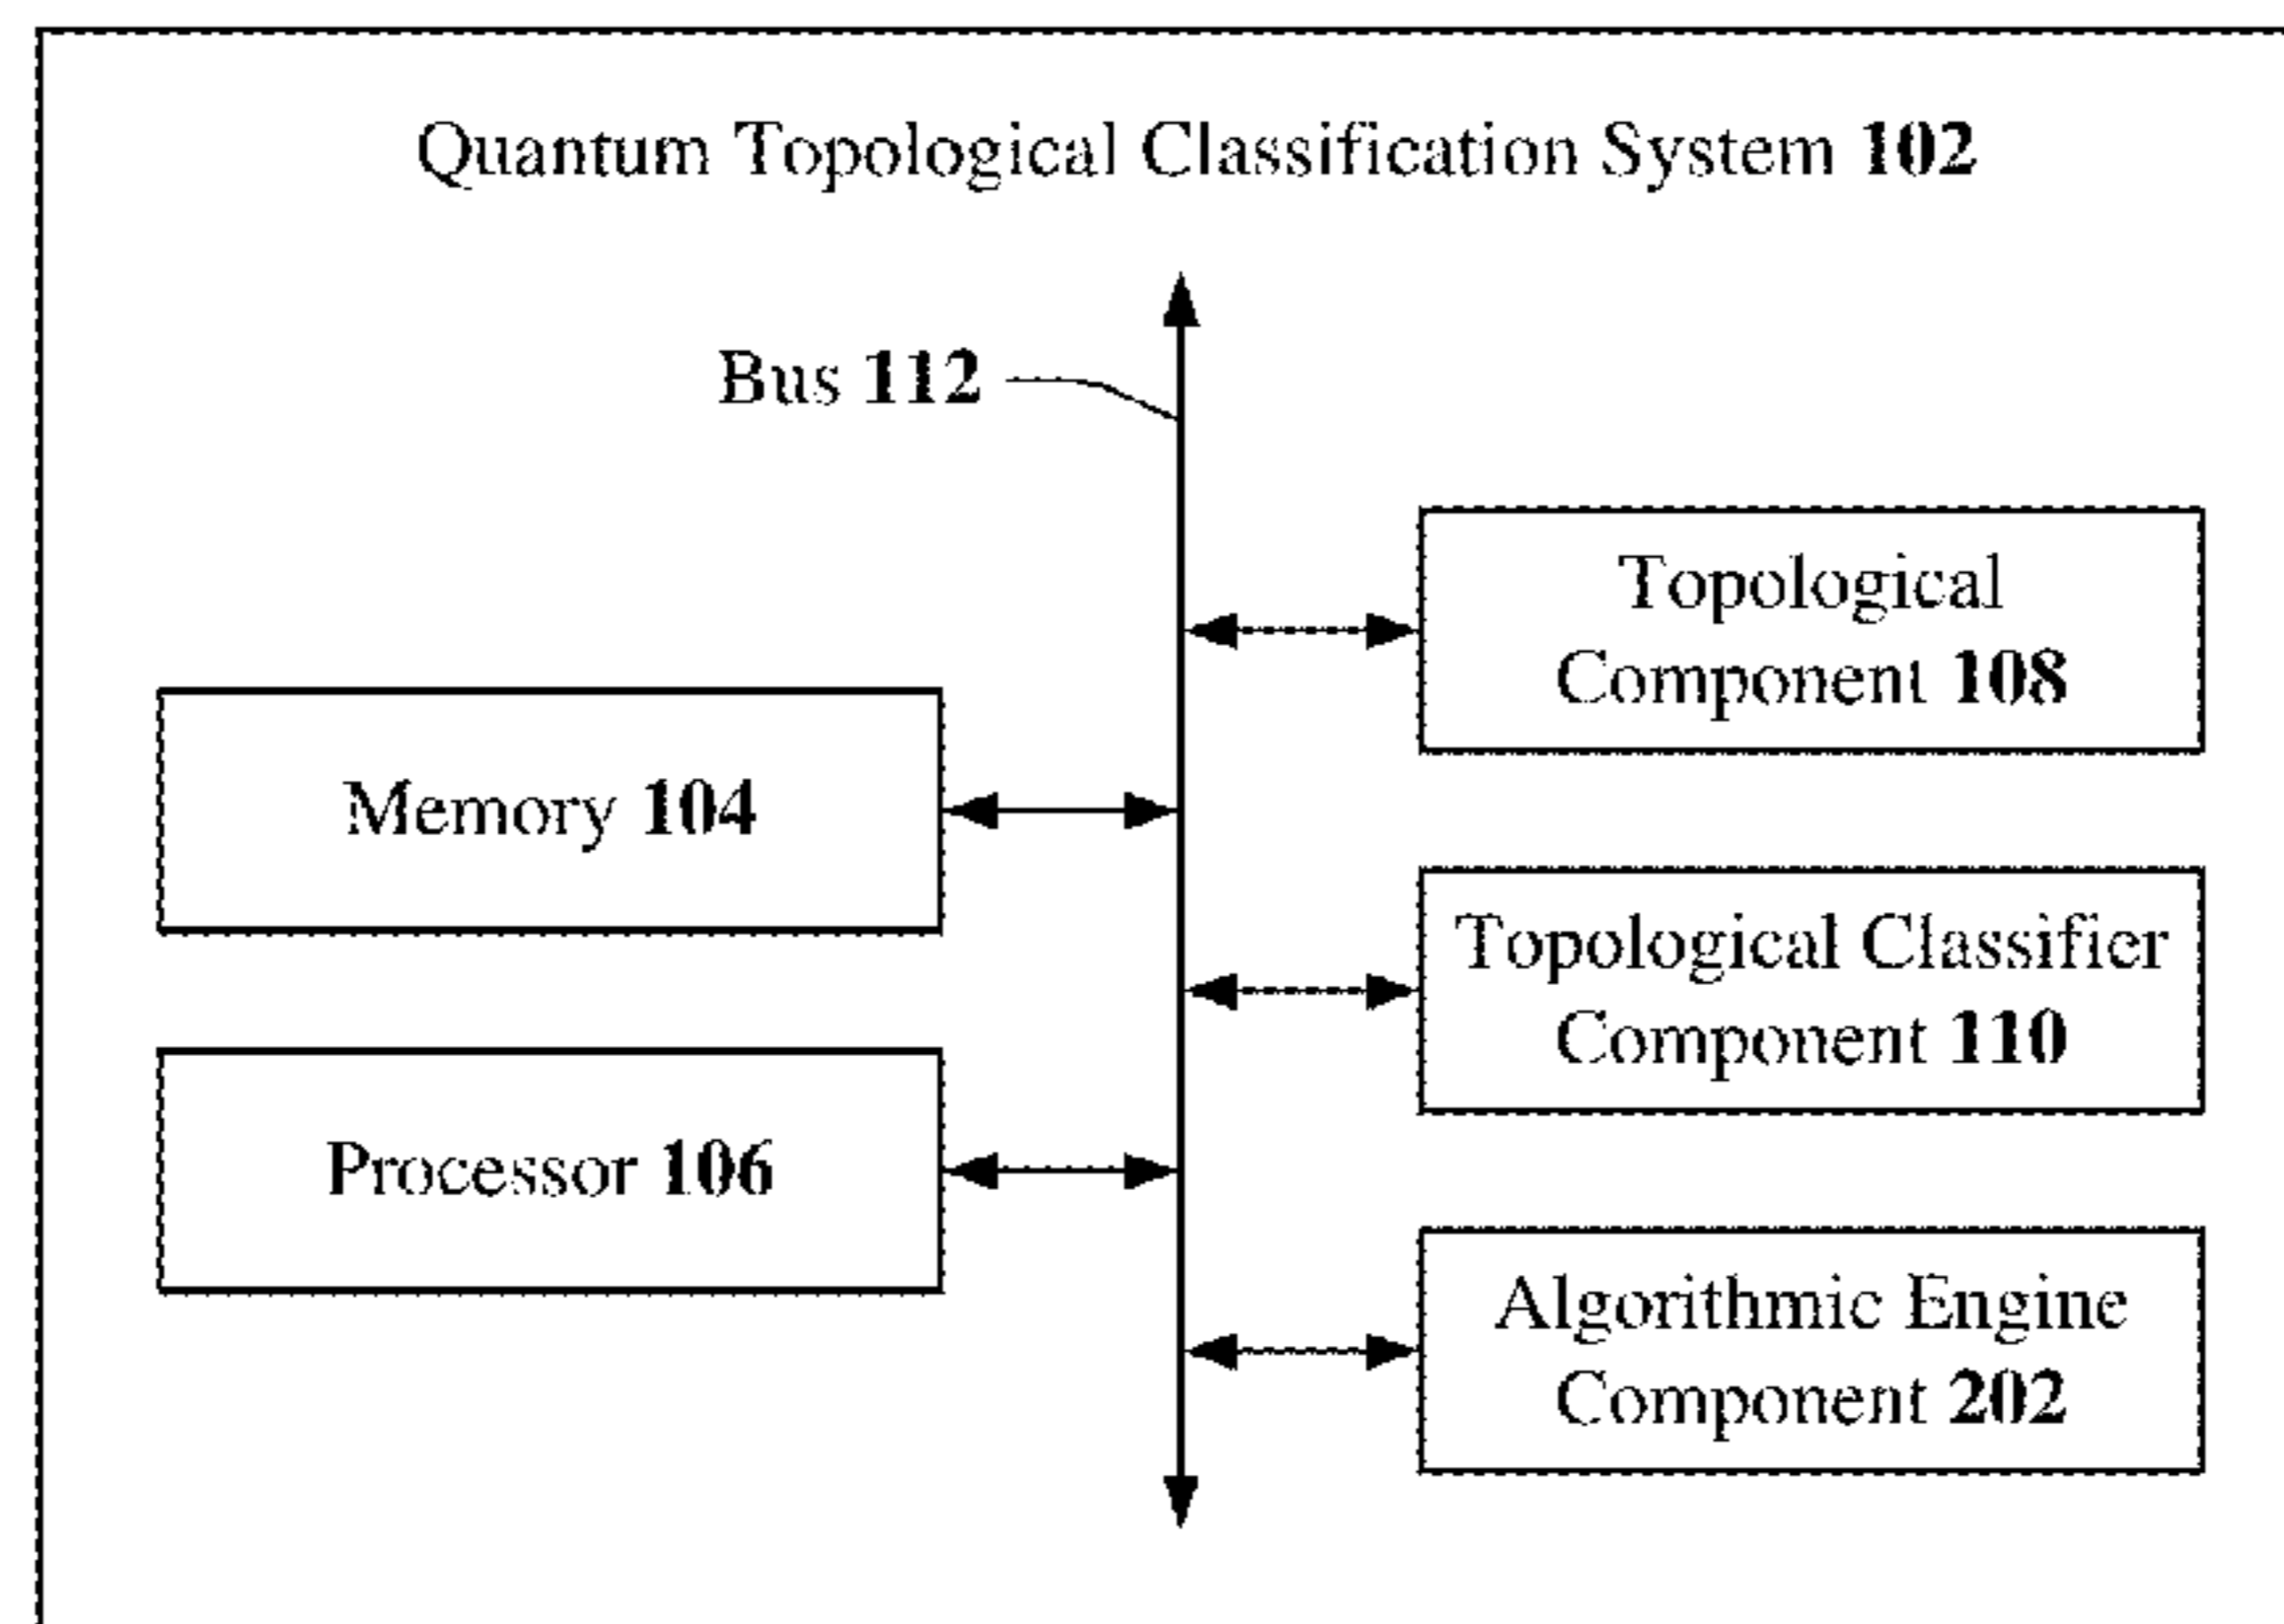 Quantum Topological Classification System 102
Bus 112
Topological
Component 108
Memory 104
Topological Classifier
Component 110
Processor 106
Algorithmic Engine
Component 202